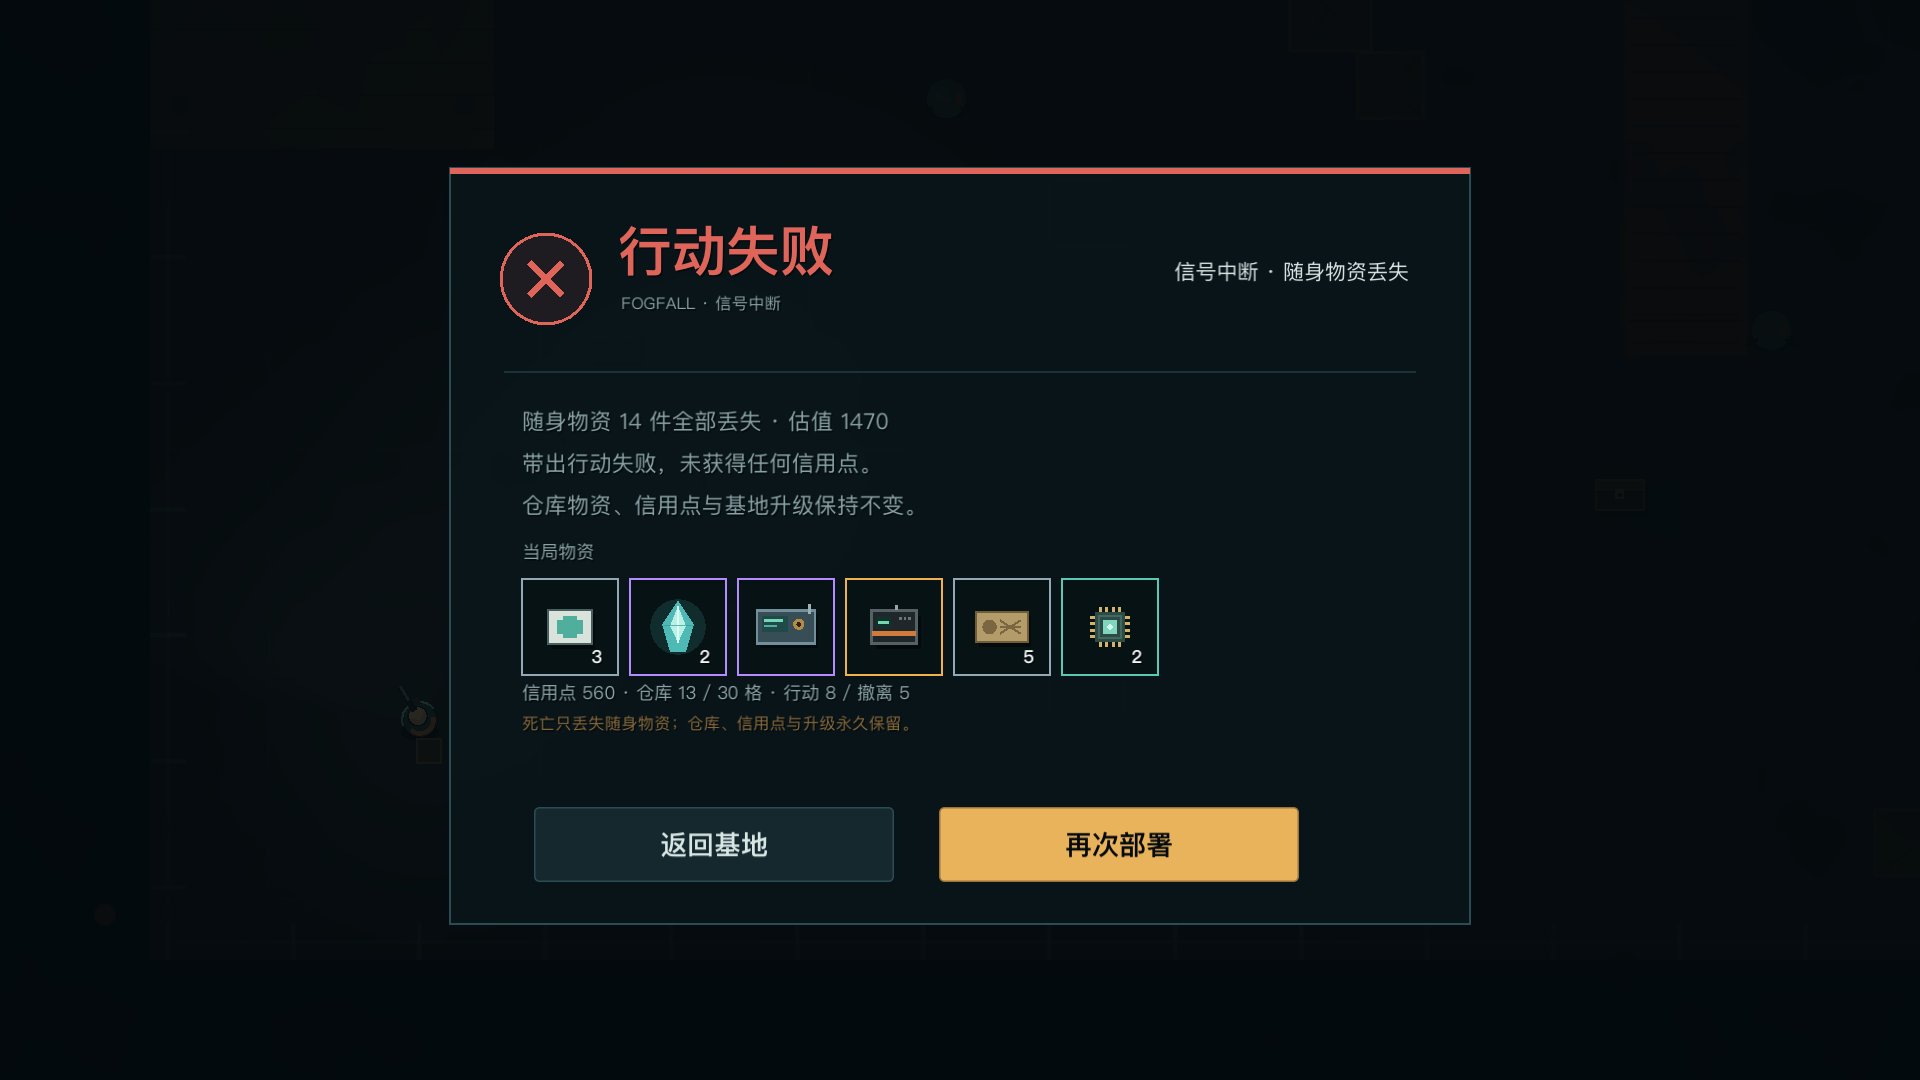 行动失败
FOGFALL · 信号中断
信号中断 · 随身物资丢失
随身物资 14 件全部丢失 · 估值 1470
带出行动失败，未获得任何信用点。
仓库物资、信用点与基地升级保持不变。
当局物资
3
2
5
2
信用点 560 · 仓库 13 / 30 格 · 行动 8 / 撤离 5
死亡只丢失随身物资；仓库、信用点与升级永久保留。
返回基地
再次部署